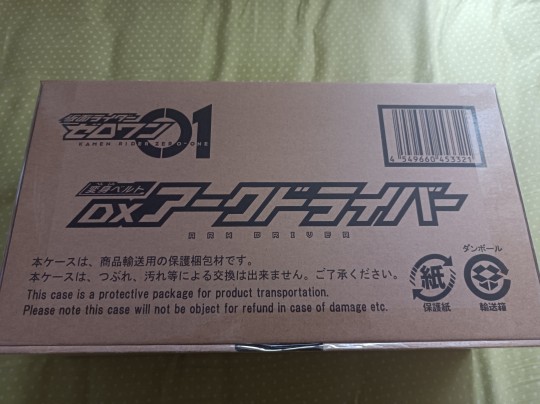 仮面ライダー
ゼロワン01
KAMEN RIDER ZERO-ONE
4 549660 453321
変身ベルト
DXアークドライバー
ARK DRIVER
本ケースは、商品輸送用の保護梱包材です。
本ケースは、つぶれ、汚れ等による交換は出来ません。ご了承ください。
This case is a protective package for product transportation.
Please note this case will not be object for refund in case of damage etc.
紙
保護紙
ダンボール
輸送箱